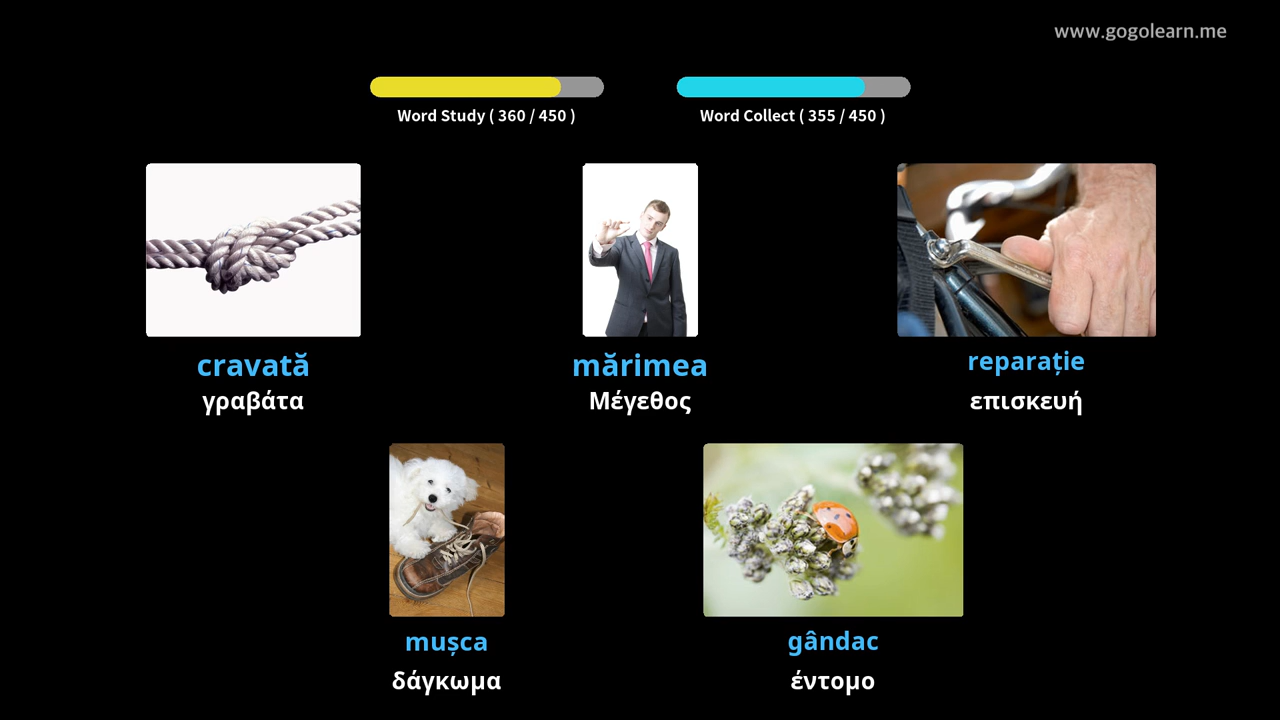 www.gogolearn.me
Word Study ( 360 / 450 )
Word Collect ( 355 / 450 )
cravată
γραβάτα
mărimea
Μέγεθος
reparație
επισκευή
mușca
δάγκωμα
gândac
έντομο